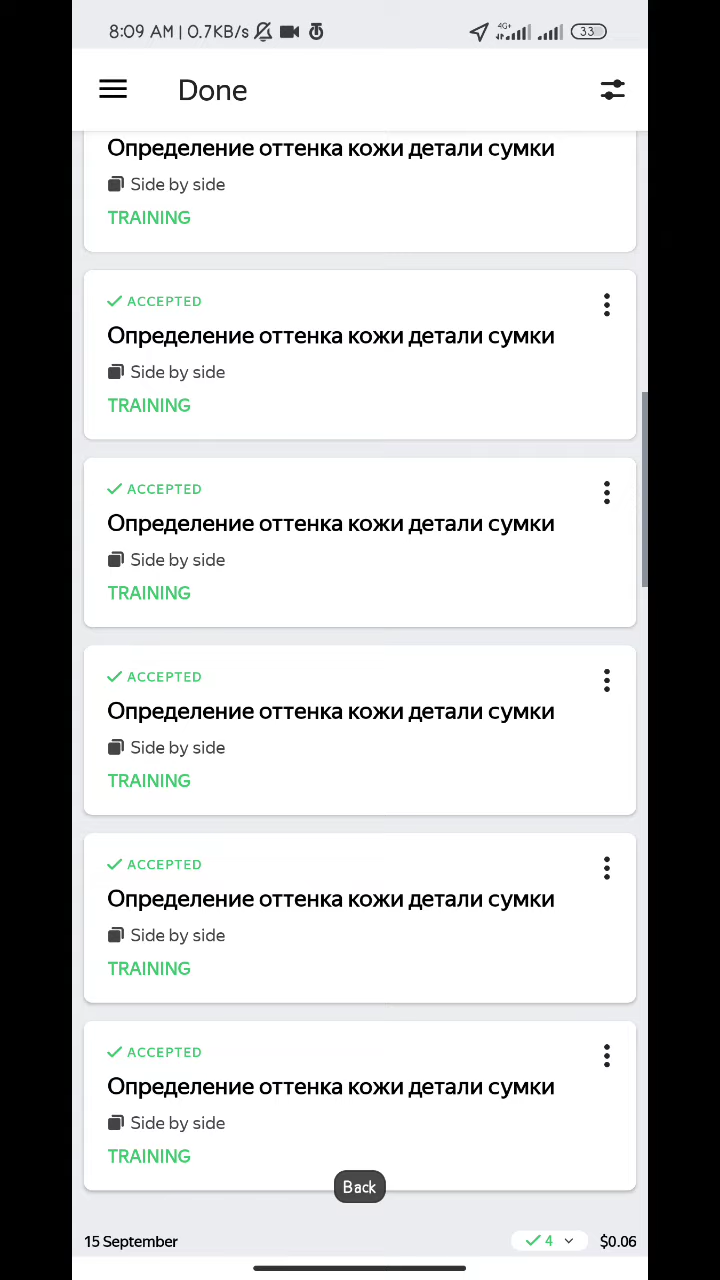 8:09 AM | 0.7KB/s 4G+ 33
Done
Определение оттенка кожи детали сумки
Side by side
TRAINING
ACCEPTED
Определение оттенка кожи детали сумки
Side by side
TRAINING
ACCEPTED
Определение оттенка кожи детали сумки
Side by side
TRAINING
ACCEPTED
Определение оттенка кожи детали сумки
Side by side
TRAINING
ACCEPTED
Определение оттенка кожи детали сумки
Side by side
TRAINING
ACCEPTED
Определение оттенка кожи детали сумки
Side by side
TRAINING
Back
15 September 4 $0.06